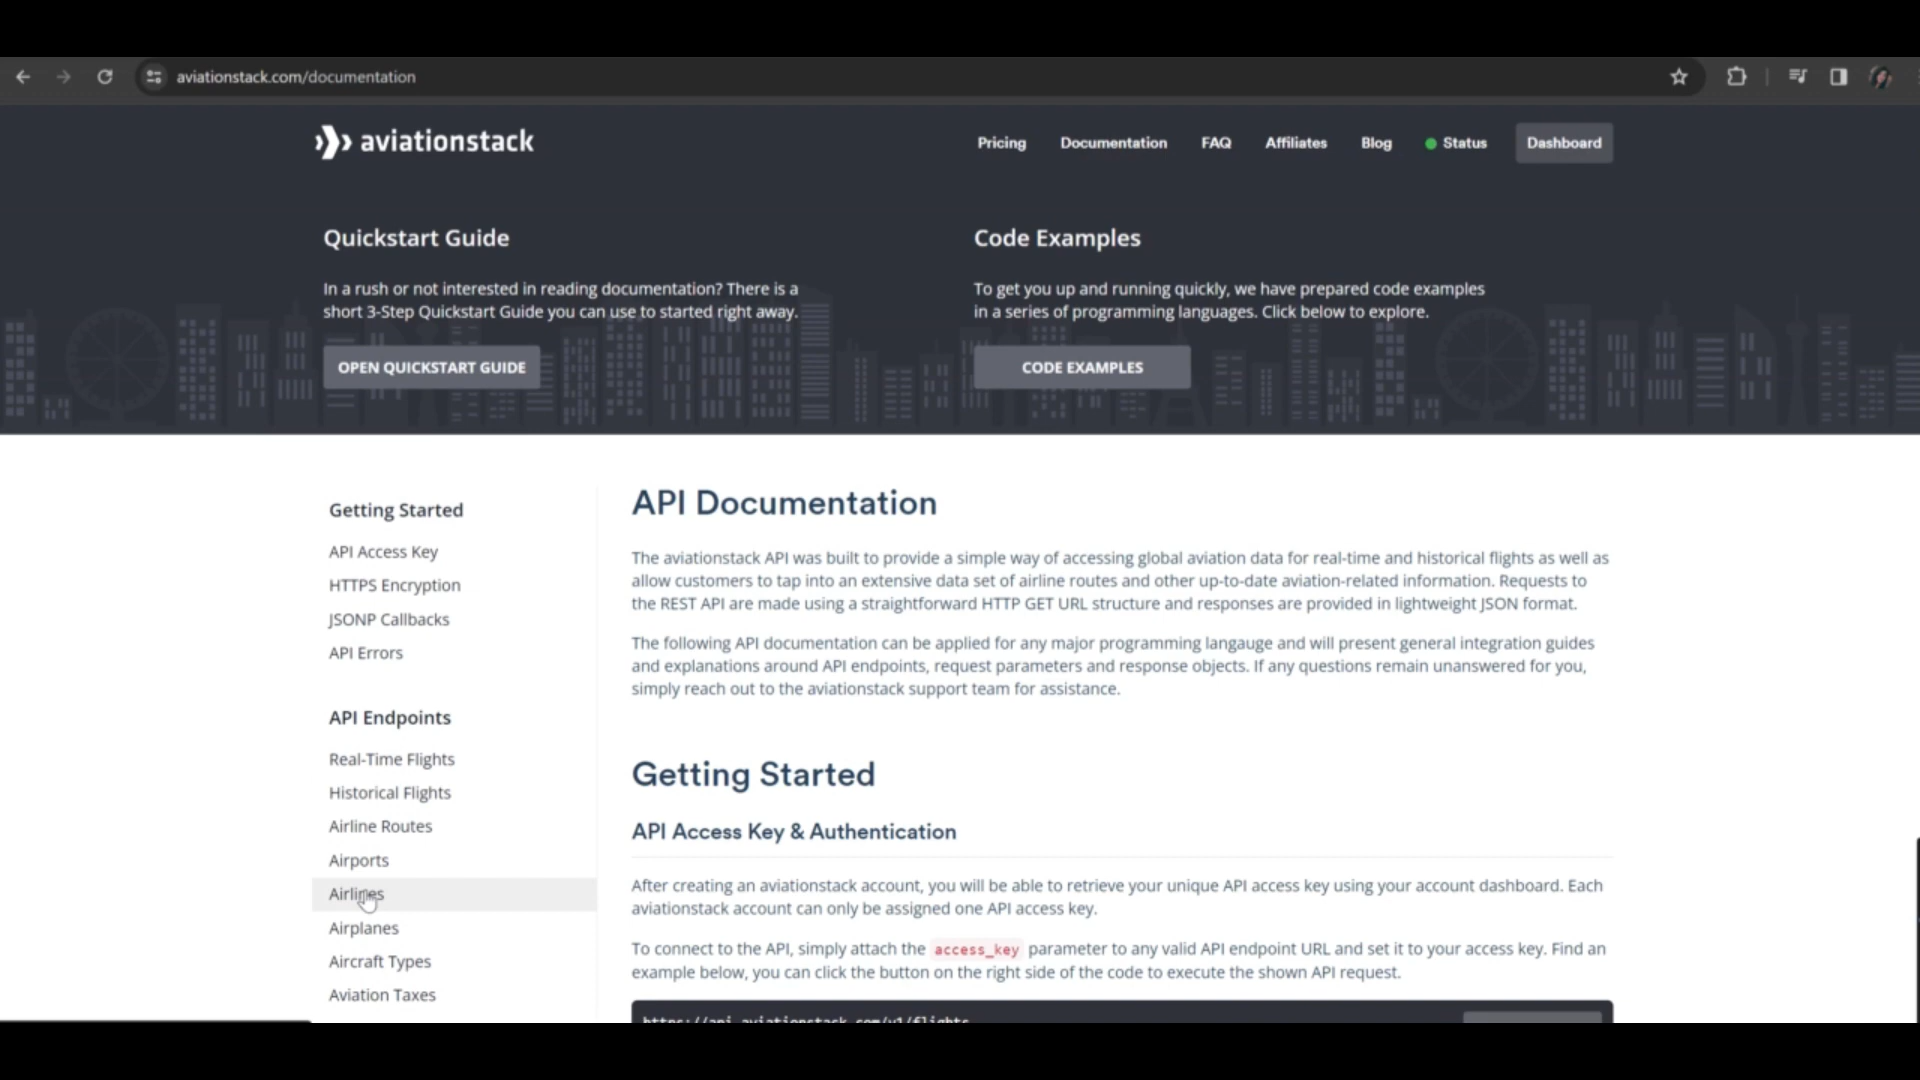 aviationstack.com/documentation
aviationstack
Pricing
Documentation
FAQ
Affiliates
Blog
Status
Dashboard
Quickstart Guide
In a rush or not interested in reading documentation? There is a
short 3-Step Quickstart Guide you can use to started right away.
OPEN QUICKSTART GUIDE
Code Examples
To get you up and running quickly, we have prepared code examples
in a series of programming languages. Click below to explore.
CODE EXAMPLES
Getting Started
API Access Key
HTTPS Encryption
JSONP Callbacks
API Errors
API Endpoints
Real-Time Flights
Historical Flights
Airline Routes
Airports
Airlines
Airplanes
Aircraft Types
Aviation Taxes
API Documentation
The aviationstack API was built to provide a simple way of accessing global aviation data for real-time and historical flights as well as
allow customers to tap into an extensive data set of airline routes and other up-to-date aviation-related information. Requests to
the REST API are made using a straightforward HTTP GET URL structure and responses are provided in lightweight JSON format.
The following API documentation can be applied for any major programming langauge and will present general integration guides
and explanations around API endpoints, request parameters and response objects. If any questions remain unanswered for you,
simply reach out to the aviationstack support team for assistance.
Getting Started
API Access Key & Authentication
After creating an aviationstack account, you will be able to retrieve your unique API access key using your account dashboard. Each
aviationstack account can only be assigned one API access key.
To connect to the API, simply attach the access_key parameter to any valid API endpoint URL and set it to your access key. Find an
example below, you can click the button on the right side of the code to execute the shown API request.
https://api.aviationstack.com/v1/flights